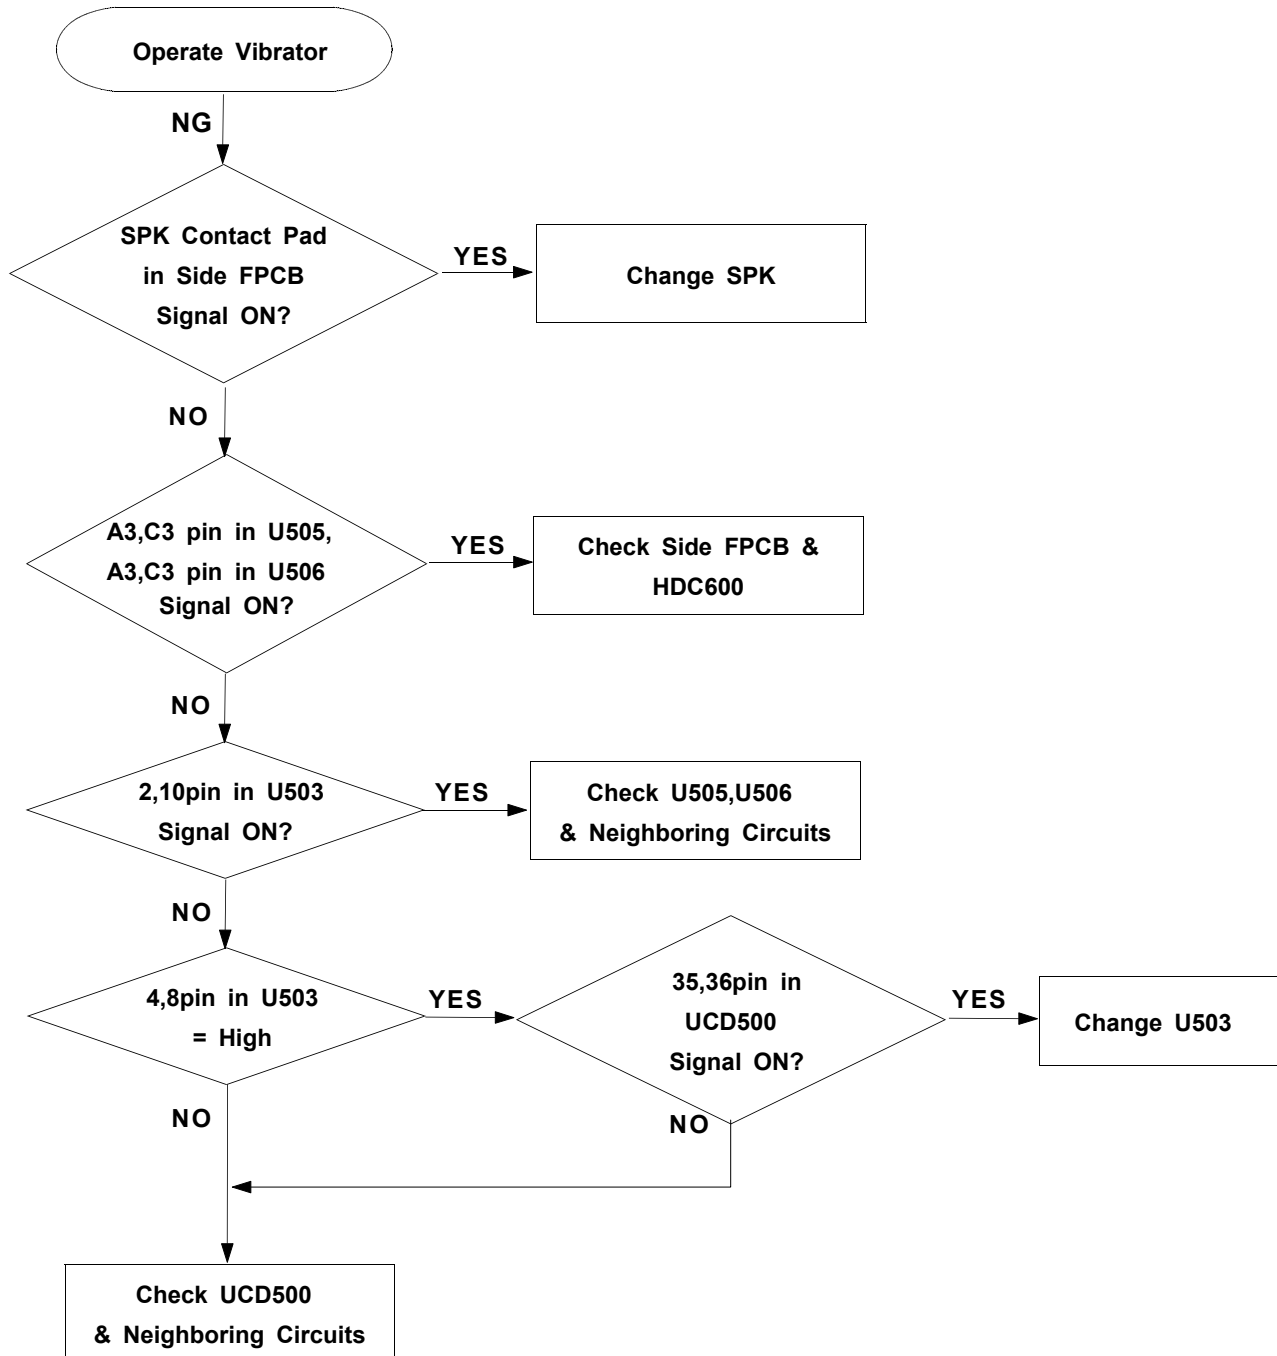 Operate Vibrator
NG
SPK Contact Pad
in Side FPCB
Signal ON?
YES
Change SPK
NO
A3,C3 pin in U505,
A3,C3 pin in U506
Signal ON?
YES
Check Side FPCB &
HDC600
NO
2,10pin in U503
Signal ON?
YES
Check U505,U506
& Neighboring Circuits
NO
4,8pin in U503
= High
YES
35,36pin in
UCD500
Signal ON?
YES
Change U503
NO
NO
Check UCD500
& Neighboring Circuits